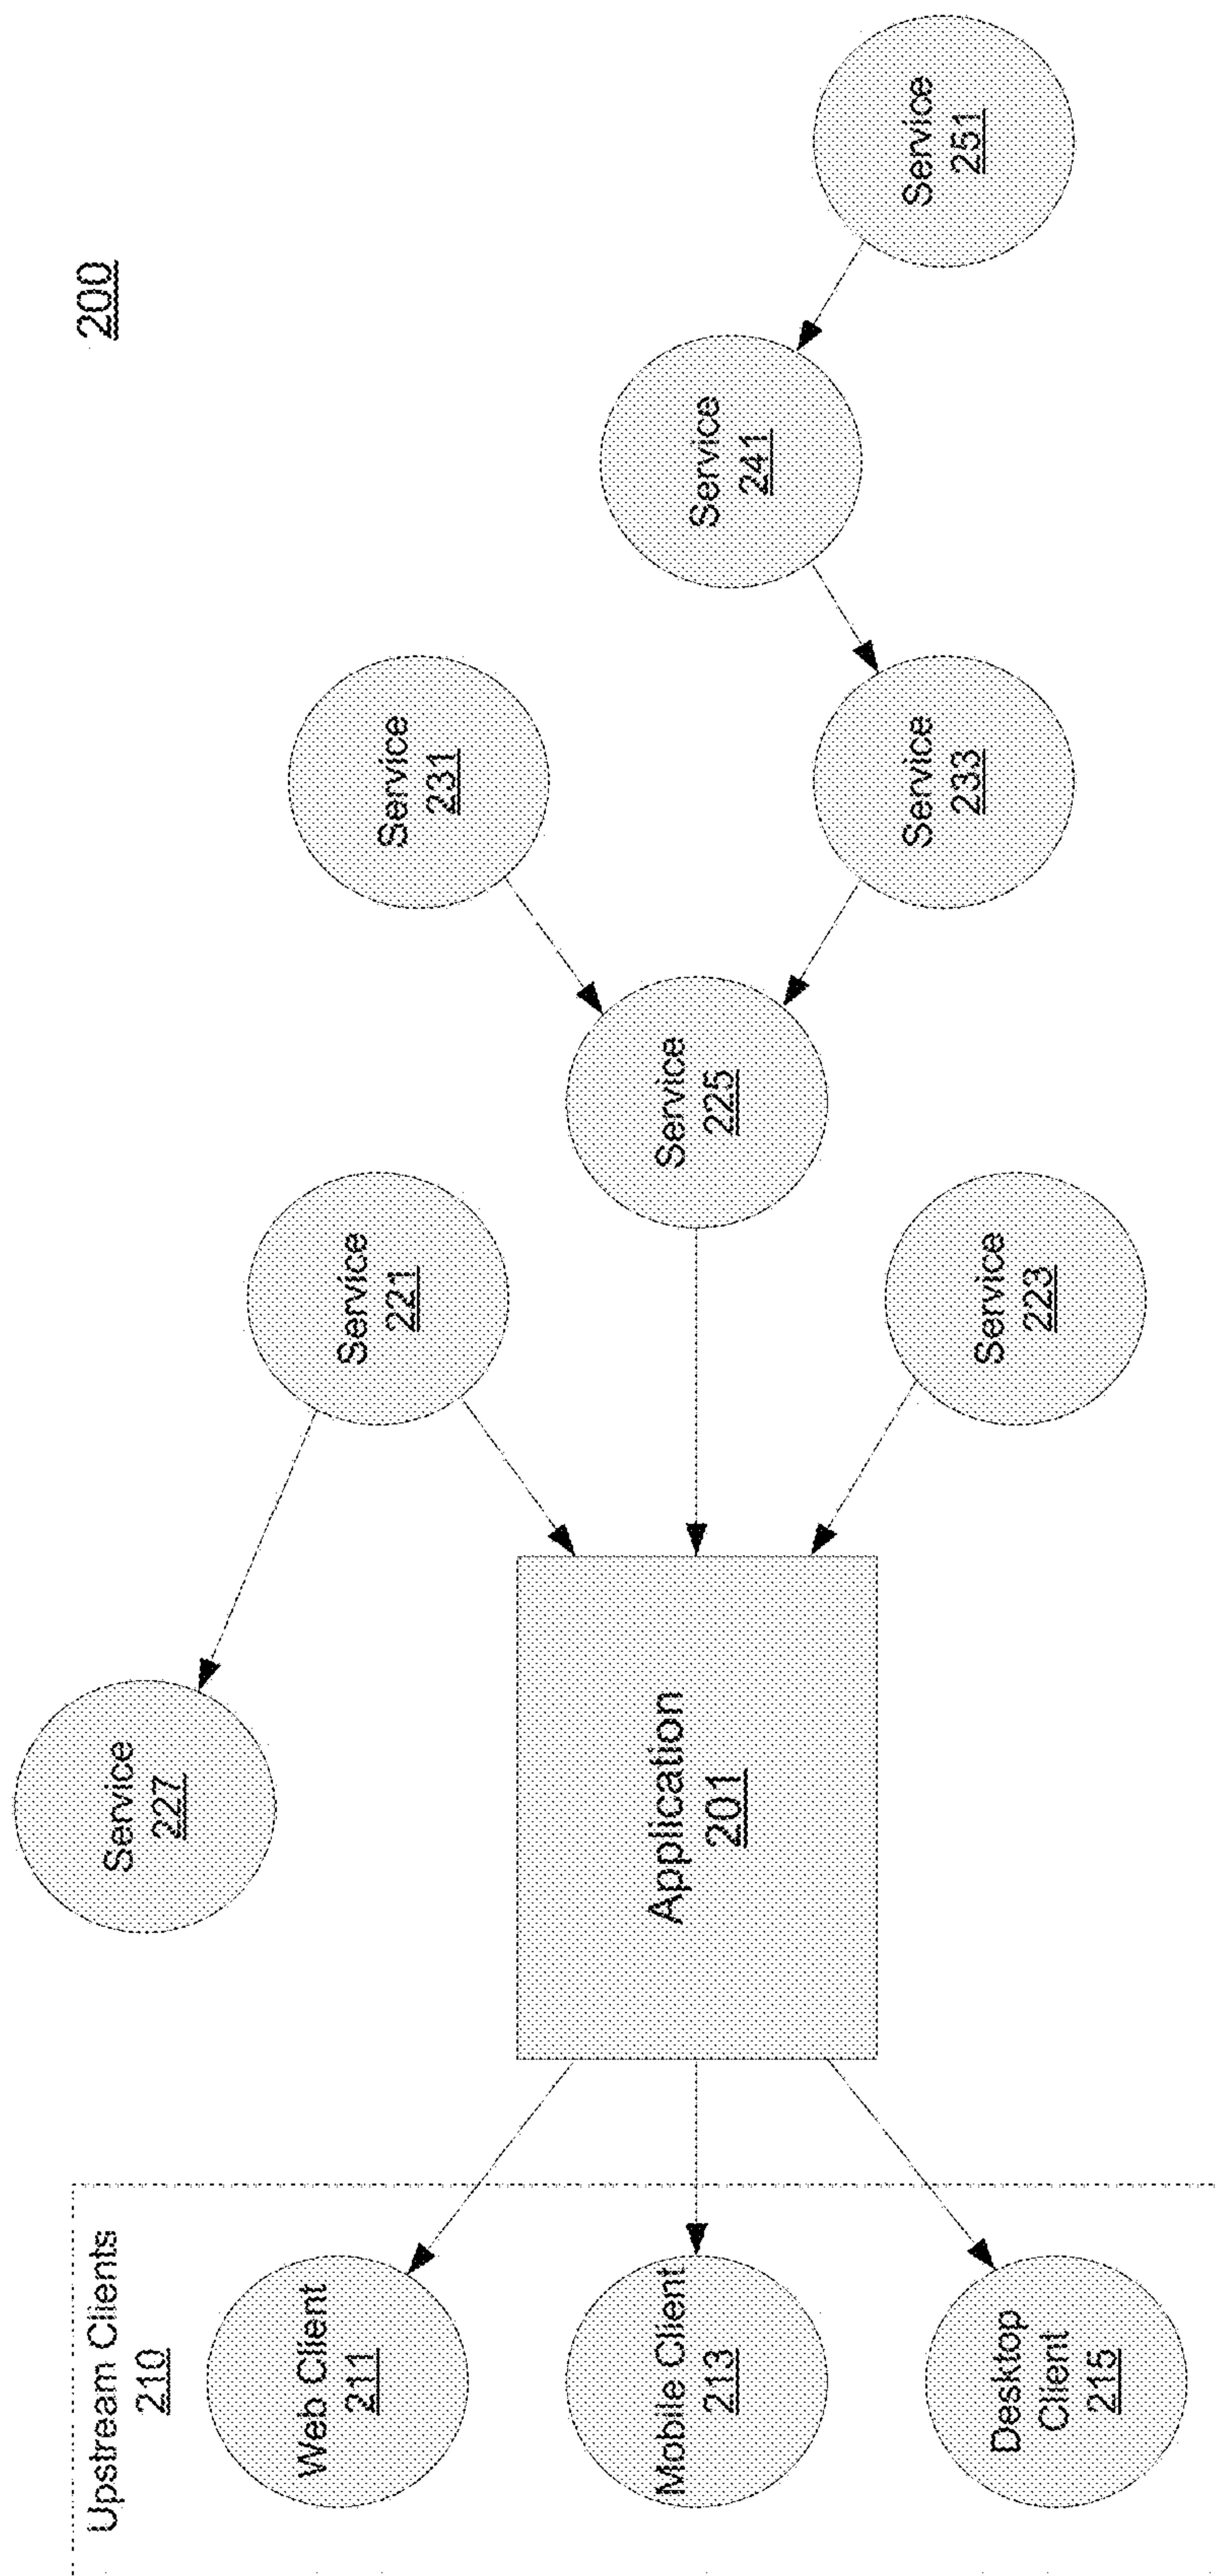 200
Upstream Clients
210
Web Client
211
Mobile Client
213
Desktop
Client
215
Application
201
Service
227
Service
221
Service
223
Service
225
Service
231
Service
233
Service
241
Service
251